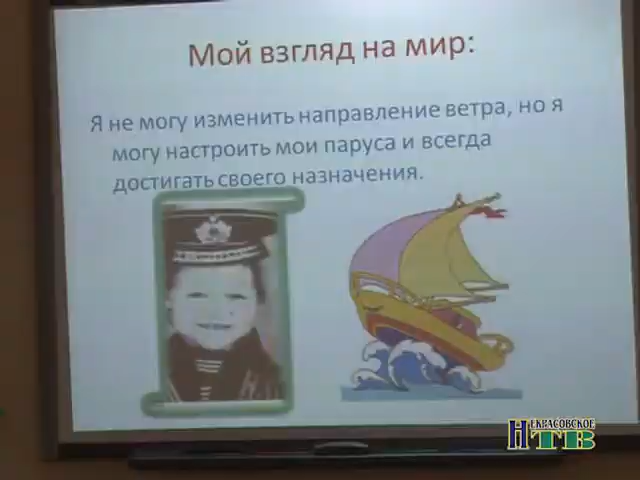 Мой взгляд на мир:
Я не могу изменить направление ветра, но я
могу настроить мои паруса и всегда
достигать своего назначения.
НЕКРАСОВСКОЕ
ТВ